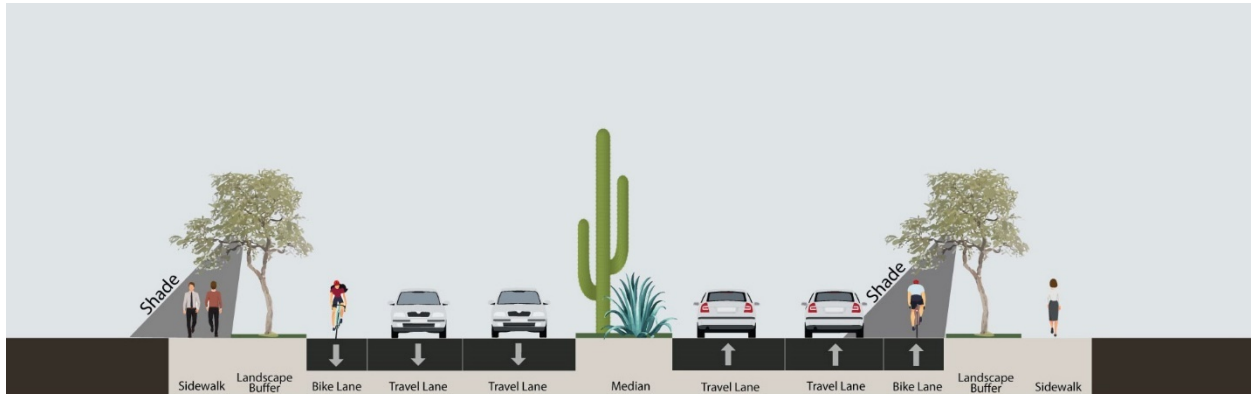 Shade
Shade
Sidewalk
Landscape
Buffer
Bike Lane
Travel Lane
Travel Lane
Median
Travel Lane
Travel Lane
Bike Lane
Landscape
Buffer
Sidewalk